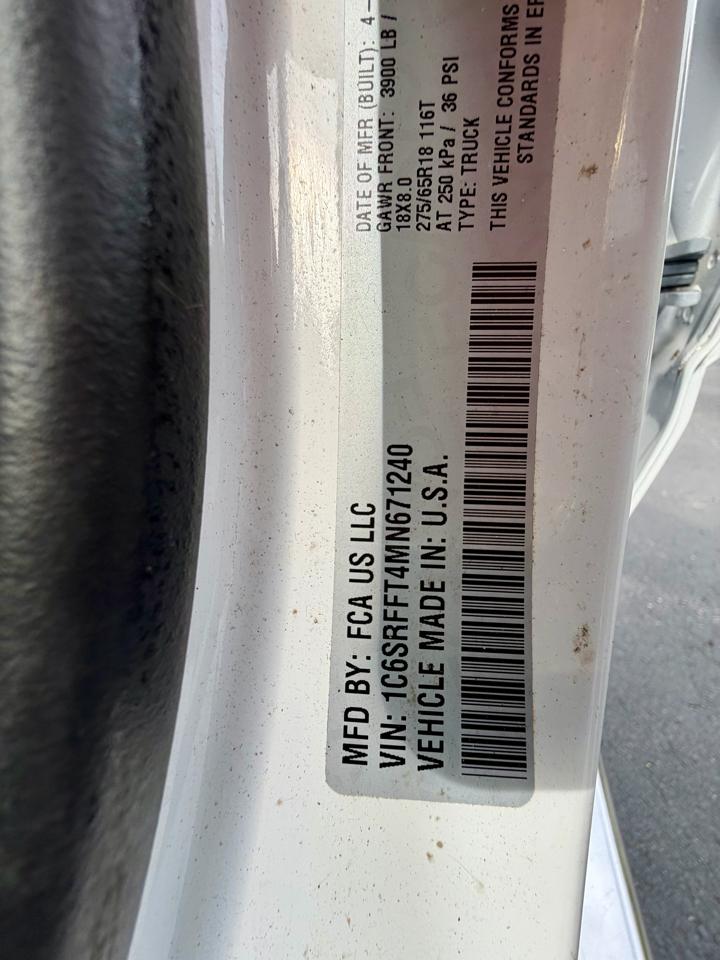 MFD BY: FCA US LLC
VIN: 1C6SRFFT4MN671240
VEHICLE MADE IN: U.S.A.
DATE OF MFR (BUILT): 4 –
GAWR FRONT: 3900 LB /
18X8.0
275/65R18 116T
AT 250 kPa / 36 PSI
TYPE: TRUCK
THIS VEHICLE CONFORMS
STANDARDS IN